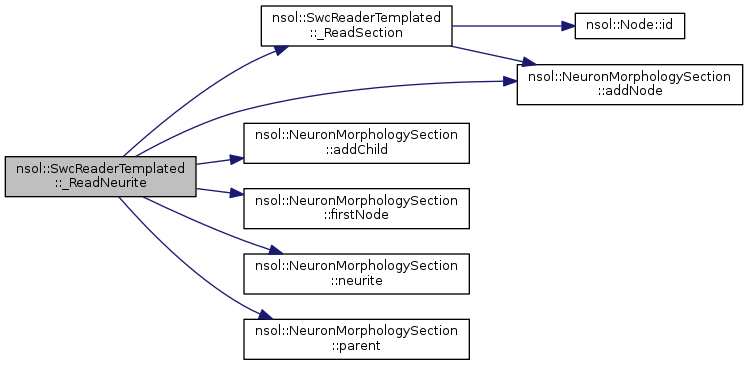 nsol::SwcReaderTemplated
::_ReadSection
nsol::Node::id
nsol::NeuronMorphologySection
::addNode
nsol::NeuronMorphologySection
::addChild
nsol::SwcReaderTemplated
::_ReadNeurite
nsol::NeuronMorphologySection
::firstNode
nsol::NeuronMorphologySection
::neurite
nsol::NeuronMorphologySection
::parent